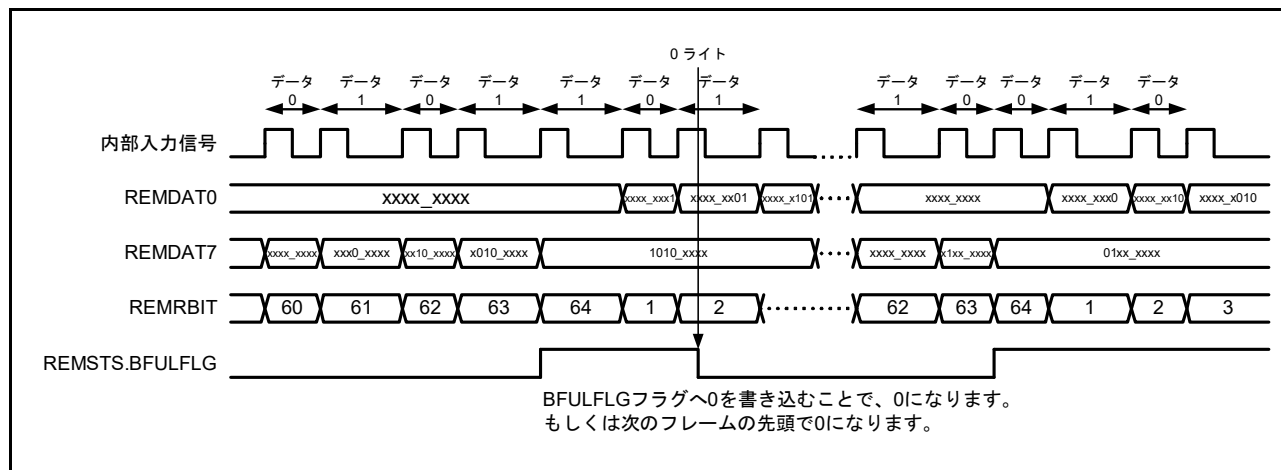 0 ライト
データ データ データ データ データ データ データ データ データ データ データ データ
0 1 0 1 1 0 1 1 0 0 1 0
内部入力信号
REMDAT0 xxxx_xxxx xxxx_xxx1 xxxx_xx01 xxxx_x101 xxxx_xxxx xxxx_xxx0 xxxx_xx10 xxxx_x010
REMDAT7 xxxx_xxxx xxx0_xxxx xx10_xxxx x010_xxxx 1010_xxxx xxxx_xxxx x1xx_xxxx 01xx_xxxx
REMRBIT 60 61 62 63 64 1 2 62 63 64 1 2 3
REMSTS.BFULFLG
BFULFLGフラグへ0を書き込むことで、0になります。
もしくは次のフレームの先頭で0になります。